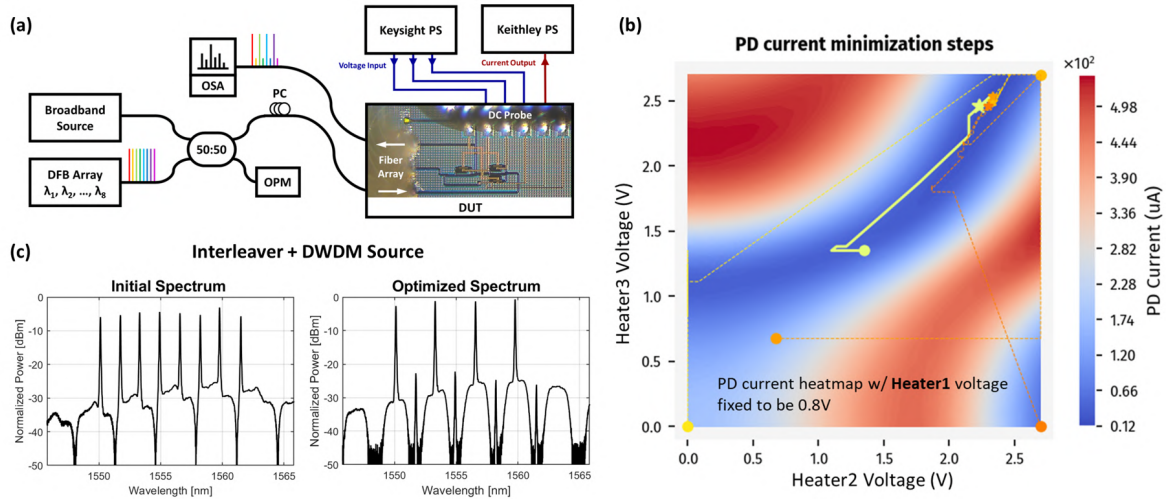 (a)
Keysight PS
Keithley PS
Voltage Input
Current Output
OSA
PC
Broadband
Source
50:50
DFB Array
λ1, λ2, ..., λ8
OPM
DC Probe
Fiber
Array
DUT
(b)
PD current minimization steps
×10²
Heater3 Voltage (V)
2.5
2.0
1.5
1.0
0.5
0.0
PD current heatmap w/ Heater1 voltage
fixed to be 0.8V
0.0 0.5 1.0 1.5 2.0 2.5
Heater2 Voltage (V)
4.98
4.44
3.90
3.36
2.82
2.28
1.74
1.20
0.66
0.12
PD Current (uA)
(c)
Interleaver + DWDM Source
Initial Spectrum
Normalized Power [dBm]
0
-10
-20
-30
-40
-50
1550 1555 1560 1565
Wavelength [nm]
Optimized Spectrum
Normalized Power [dBm]
0
-10
-20
-30
-40
-50
1550 1555 1560 1565
Wavelength [nm]